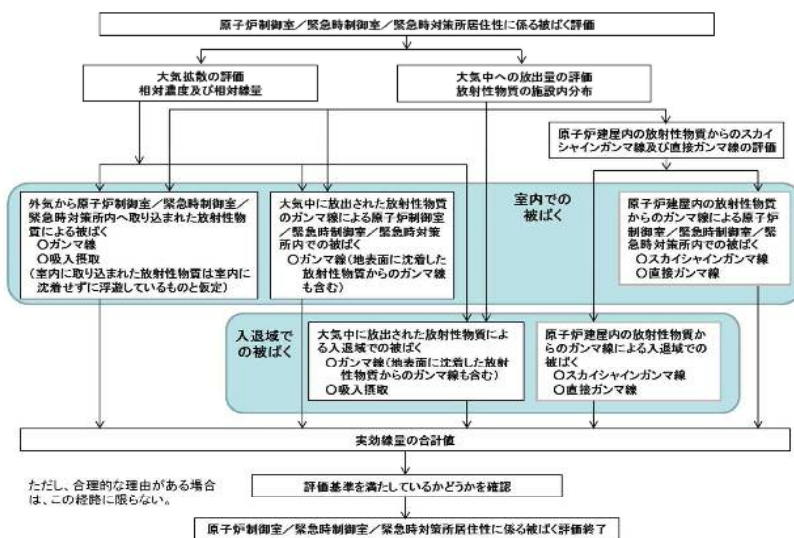 原子炉制御室/緊急時制御室/緊急時対策所居住性に係る被ばく評価
大気拡散の評価
相対濃度及び相対線量
大気中への放出量の評価
放射性物質の施設内分布
原子炉建屋内の放射性物質からのスカイ
シャインガンマ線及び直接ガンマ線の評価
室内での
被ばく
外気から原子炉制御室/緊急時制御室/
緊急時対策所内へ取り込まれた放射性物
質による被ばく
〇ガンマ線
〇吸入摂取
(室内に取り込まれた放射性物質は室内に
沈着せずに浮遊しているものと仮定)
大気中に放出された放射性物質
のガンマ線による原子炉制御室
/緊急時制御室/緊急時対策
所内での被ばく
〇ガンマ線(地表面に沈着した
放射性物質からのガンマ線
も含む)
原子炉建屋内の放射性物質
からのガンマ線による原子炉
制御室/緊急時制御室/緊
急時対策所内での被ばく
〇スカイシャインガンマ線
〇直接ガンマ線
入退域で
の被ばく
大気中に放出された放射性物質によ
る入退域での被ばく
〇ガンマ線(地表面に沈着した放射
性物質からのガンマ線も含む)
〇吸入摂取
原子炉建屋内の放射性物質から
のガンマ線による入退域での
被ばく
〇スカイシャインガンマ線
〇直接ガンマ線
実効線量の合計値
ただし、合理的な理由がある場合
は、この経路に限らない。
評価基準を満たしているかどうかを確認
原子炉制御室/緊急時制御室/緊急時対策所居住性に係る被ばく評価終了